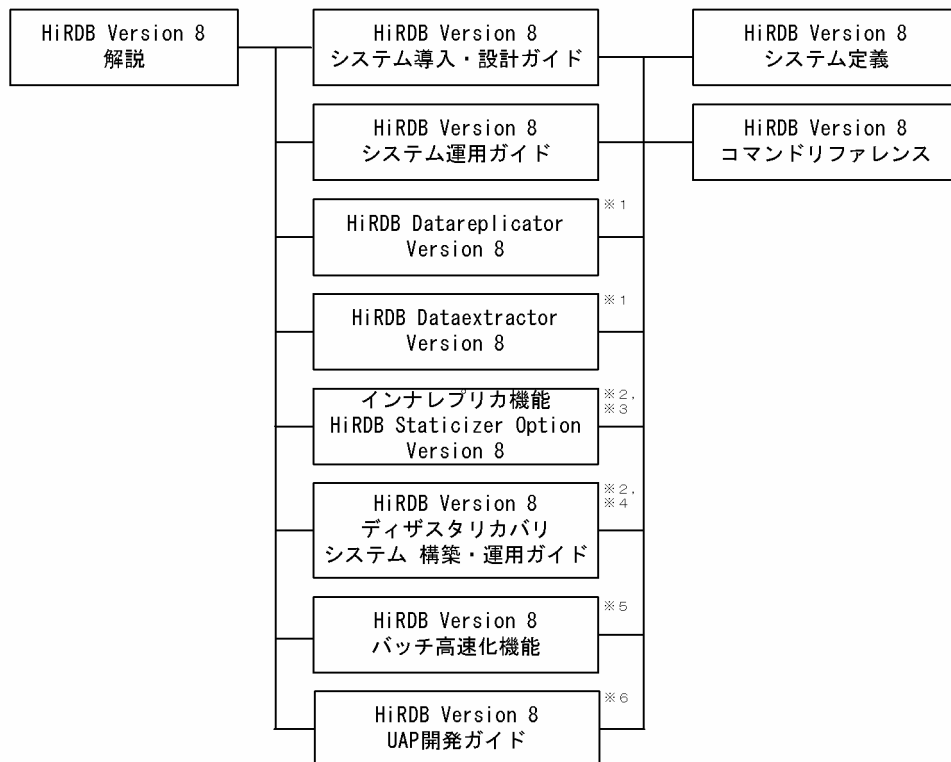 HiRDB Version 8
解説
HiRDB Version 8
システム導入・設計ガイド
HiRDB Version 8
システム定義
HiRDB Version 8
システム運用ガイド
HiRDB Version 8
コマンドリファレンス
HiRDB Datareplicator
Version 8
※1
HiRDB Dataextractor
Version 8
※1
インナレプリカ機能
HiRDB Staticizer Option
Version 8
※2,
※3
HiRDB Version 8
ディザスタリカバリ
システム 構築・運用ガイド
※2,
※4
HiRDB Version 8
バッチ高速化機能
※5
HiRDB Version 8
UAP開発ガイド
※6